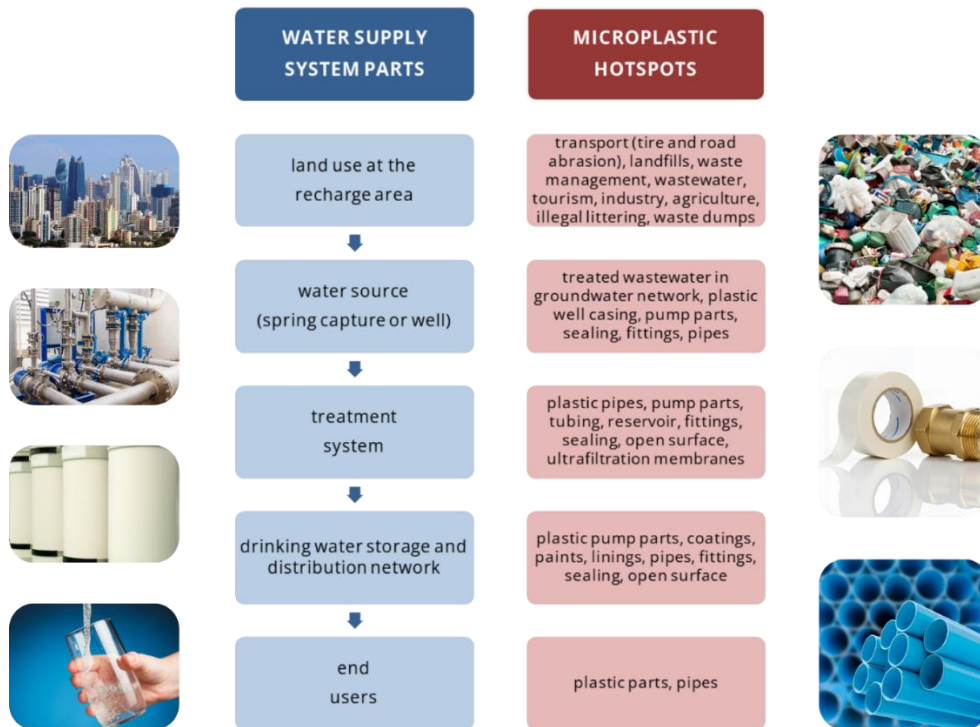 WATER SUPPLY
SYSTEM PARTS
MICROPLASTIC
HOTSPOTS
land use at the
recharge area
transport (tire and road
abrasion), landfills, waste
management, wastewater,
tourism, industry, agriculture,
illegal littering, waste dumps
water source
(spring capture or well)
treated wastewater in
groundwater network, plastic
well casing, pump parts,
sealing, fittings, pipes
treatment
system
plastic pipes, pump parts,
tubing, reservoir, fittings,
sealing, open surface,
ultrafiltration membranes
drinking water storage and
distribution network
plastic pump parts, coatings,
paints, linings, pipes, fittings,
sealing, open surface
end
users
plastic parts, pipes